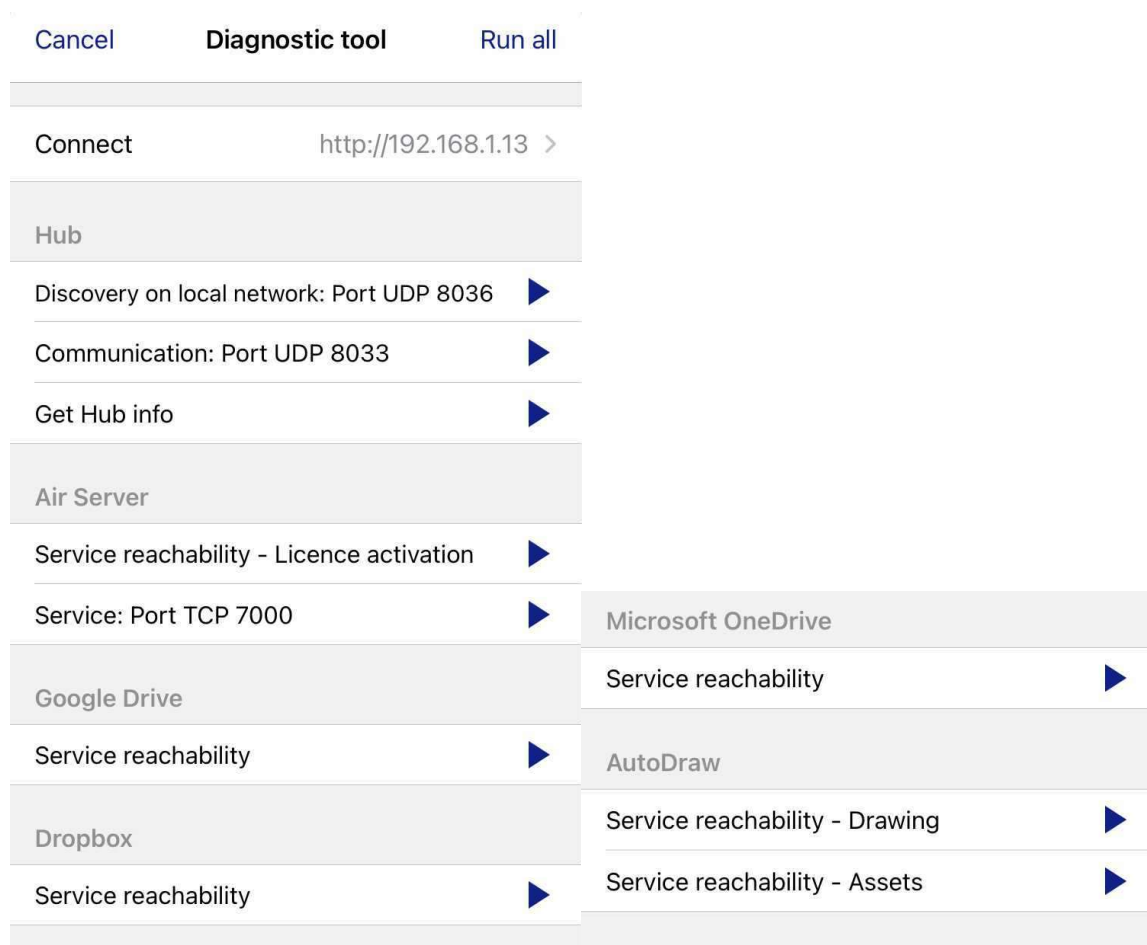 Cancel Diagnostic tool Run all
Connect http://192.168.1.13 >
Hub
Discovery on local network: Port UDP 8036
Communication: Port UDP 8033
Get Hub info
Air Server
Service reachability - Licence activation
Service: Port TCP 7000
Google Drive
Service reachability
Dropbox
Service reachability
Microsoft OneDrive
Service reachability
AutoDraw
Service reachability - Drawing
Service reachability - Assets